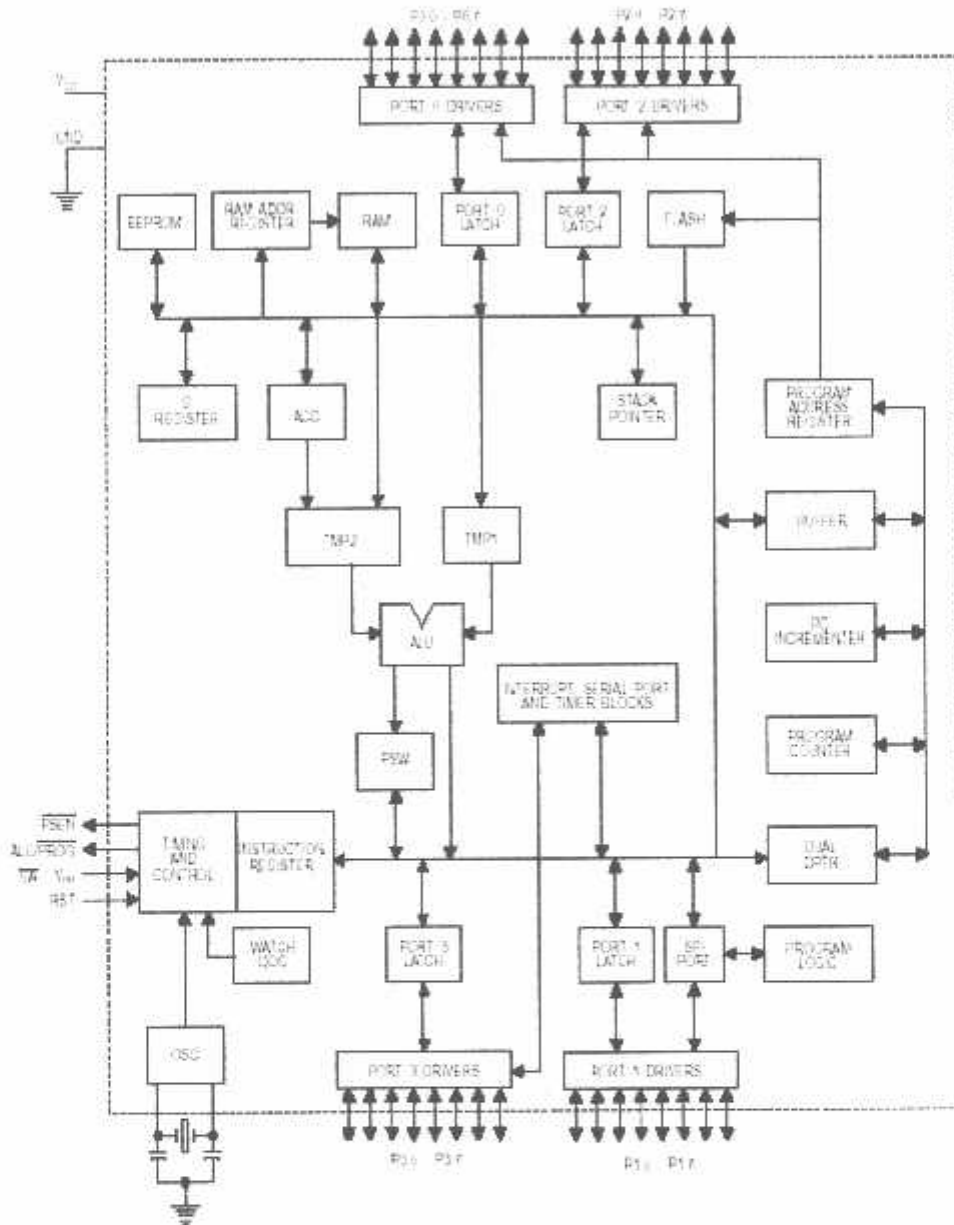 PORT 0 DRIVERS
PORT 2 DRIVERS
GND
EEPROM
RAM ADDR
REGISTER
RAM
PORT 0
LATCH
PORT 2
LATCH
FLASH
B
REGISTER
ACC
STACK
POINTER
PROGRAM
ADDRESS
REGISTER
TMP2
TMP1
BUFFER
ALU
PC
INCREMENTER
INTERRUPT, SERIAL PORT
AND TIMER BLOCKS
PSW
PROGRAM
COUNTER
PSEN
ALE/PROG
RST
TIMING
AND
CONTROL
INSTRUCTION
REGISTER
DUAL
DPTR
WATCH
DOG
PORT 3
LATCH
PORT 1
LATCH
SPI
PORT
PROGRAM
LOGIC
OSC
PORT 3 DRIVERS
PORT 1 DRIVERS